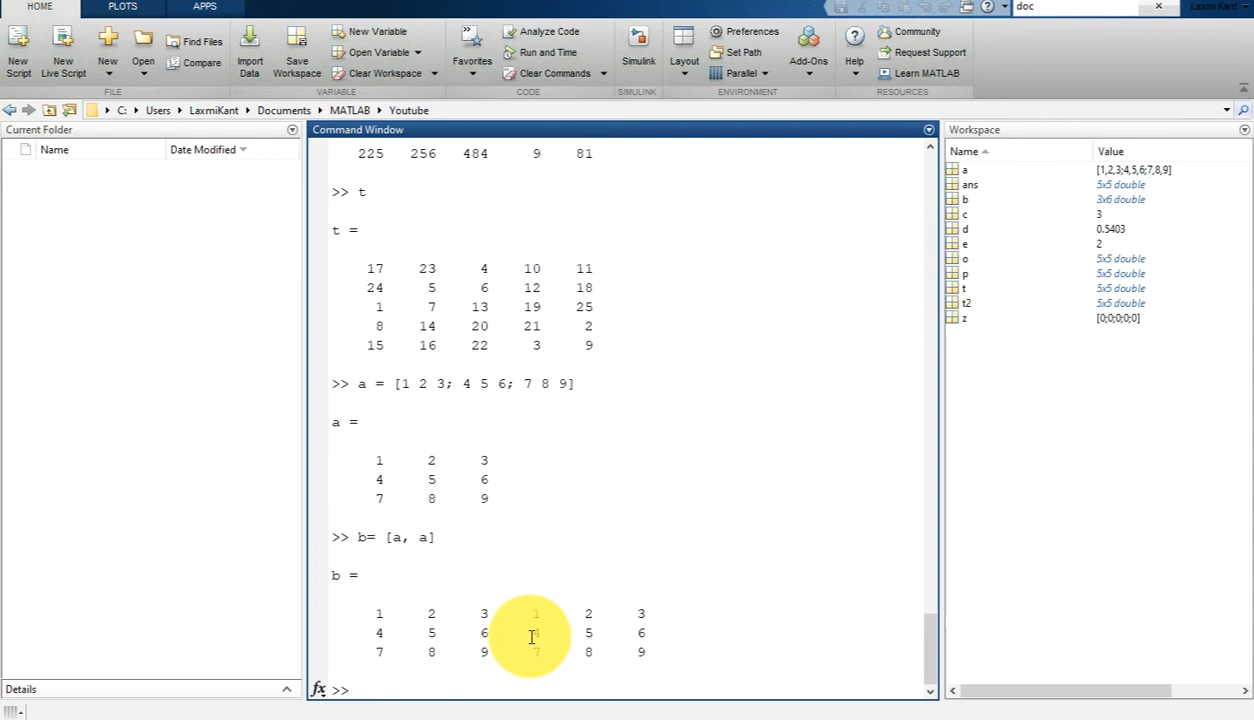 HOME PLOTS APPS doc Laxmi Kant
New Script
New Live Script
New
Open
Find Files
Compare
FILE
Import Data
Save Workspace
New Variable
Open Variable
Clear Workspace
VARIABLE
Favorites
Analyze Code
Run and Time
Clear Commands
CODE
Simulink
SIMULINK
Layout
Preferences
Set Path
Parallel
ENVIRONMENT
Add-Ons
Help
Community
Request Support
Learn MATLAB
RESOURCES
C: Users LaxmiKant Documents MATLAB Youtube
Current Folder
Name Date Modified
Details
Command Window
225 256 484 9 81
>> t
t =
17 23 4 10 11
24 5 6 12 18
1 7 13 19 25
8 14 20 21 2
15 16 22 3 9
>> a = [1 2 3; 4 5 6; 7 8 9]
a =
1 2 3
4 5 6
7 8 9
>> b= [a, a]
b =
1 2 3 1 2 3
4 5 6 4 5 6
7 8 9 7 8 9
fx >>
Workspace
Name Value
a [1,2,3;4,5,6;7,8,9]
ans 5x5 double
b 3x6 double
c 3
d 0.5403
e 2
o 5x5 double
p 5x5 double
t 5x5 double
t2 5x5 double
z [0;0;0;0;0]